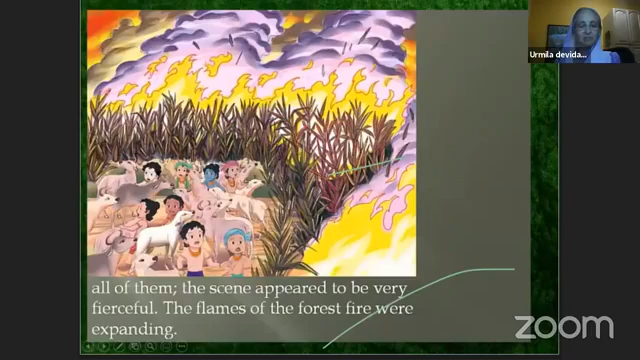 Urmila devida...
all of them; the scene appeared to be very
fierceful. The flames of the forest fire were
expanding.
zoom